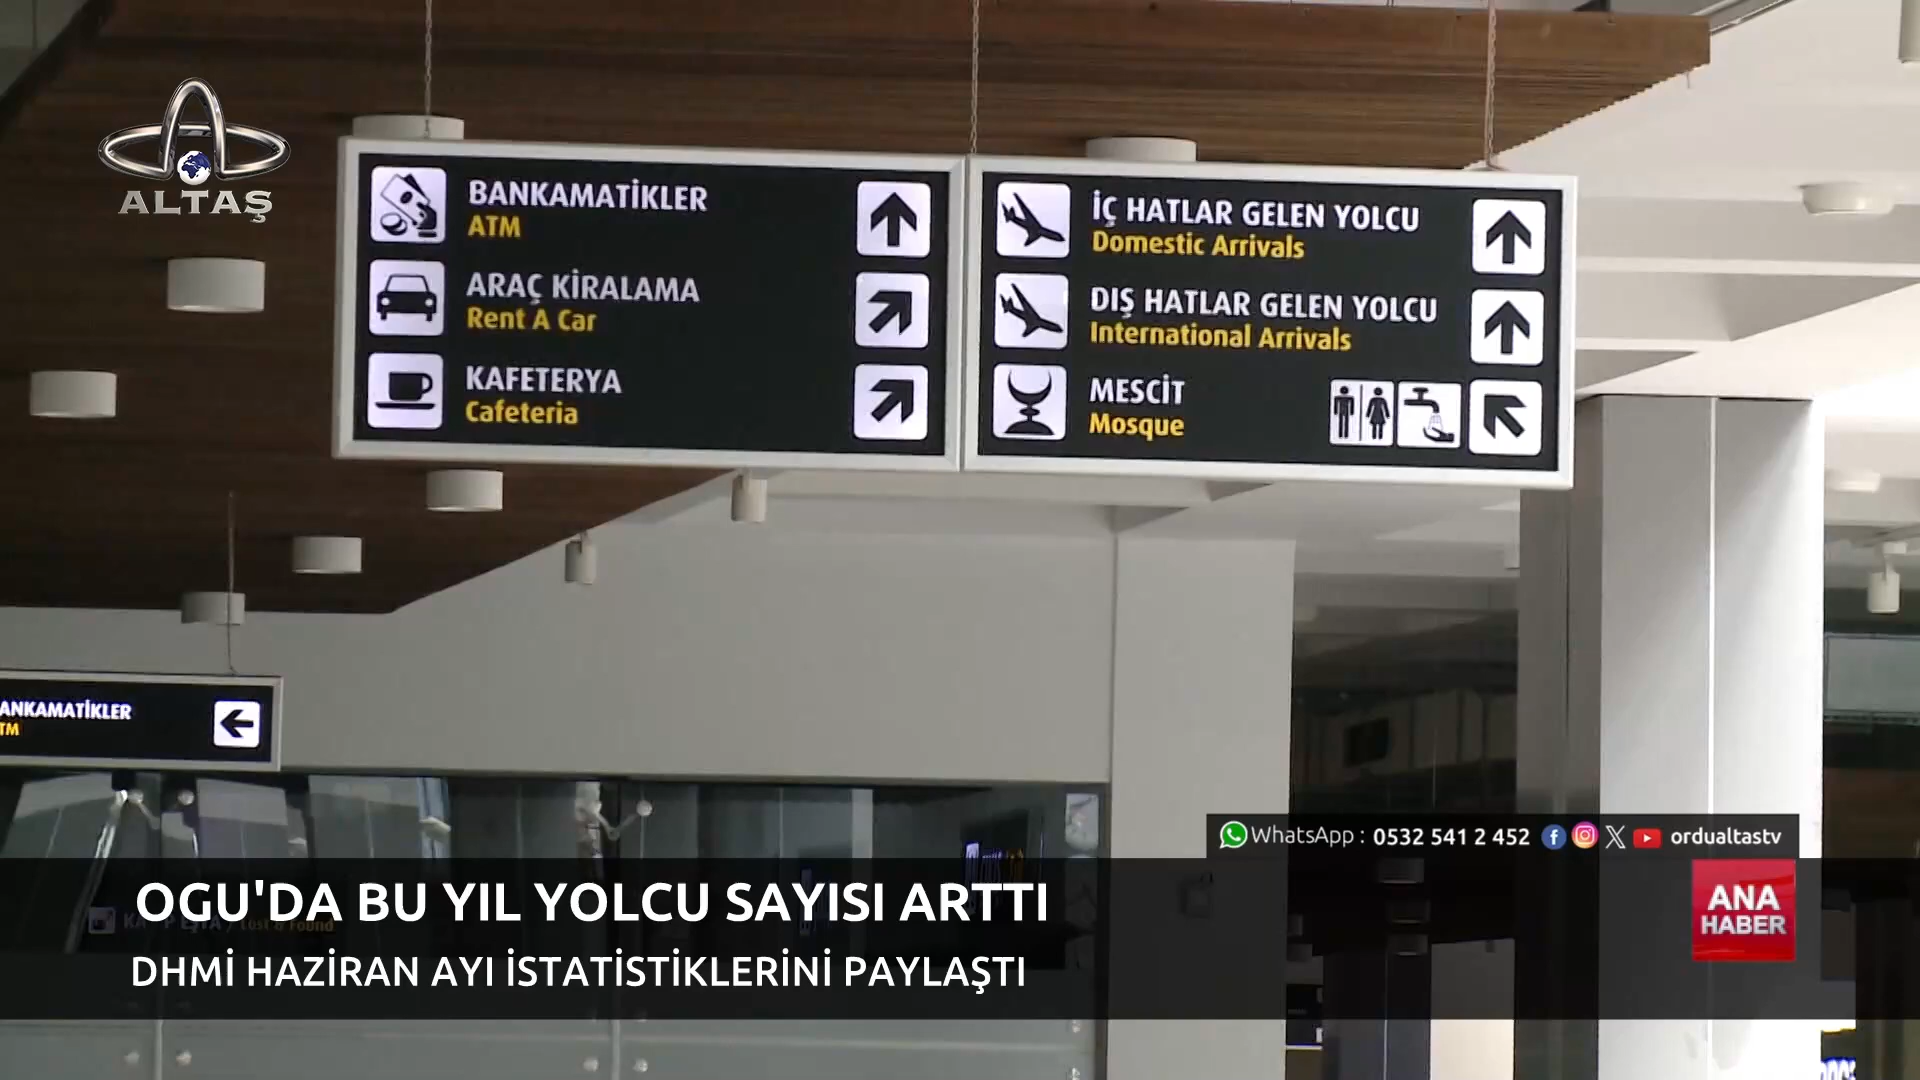 ALTAŞ
BANKAMATİKLER
ATM
ARAÇ KİRALAMA
Rent A Car
KAFETERYA
Cafeteria
İÇ HATLAR GELEN YOLCU
Domestic Arrivals
DIŞ HATLAR GELEN YOLCU
International Arrivals
MESCİT
Mosque
ANKAMATİKLER
TM
WhatsApp : 0532 541 2 452 ordualtastv
OGU'DA BU YIL YOLCU SAYISI ARTTI
Lost & Found
DHMİ HAZİRAN AYI İSTATİSTİKLERİNİ PAYLAŞTI
ANA
HABER